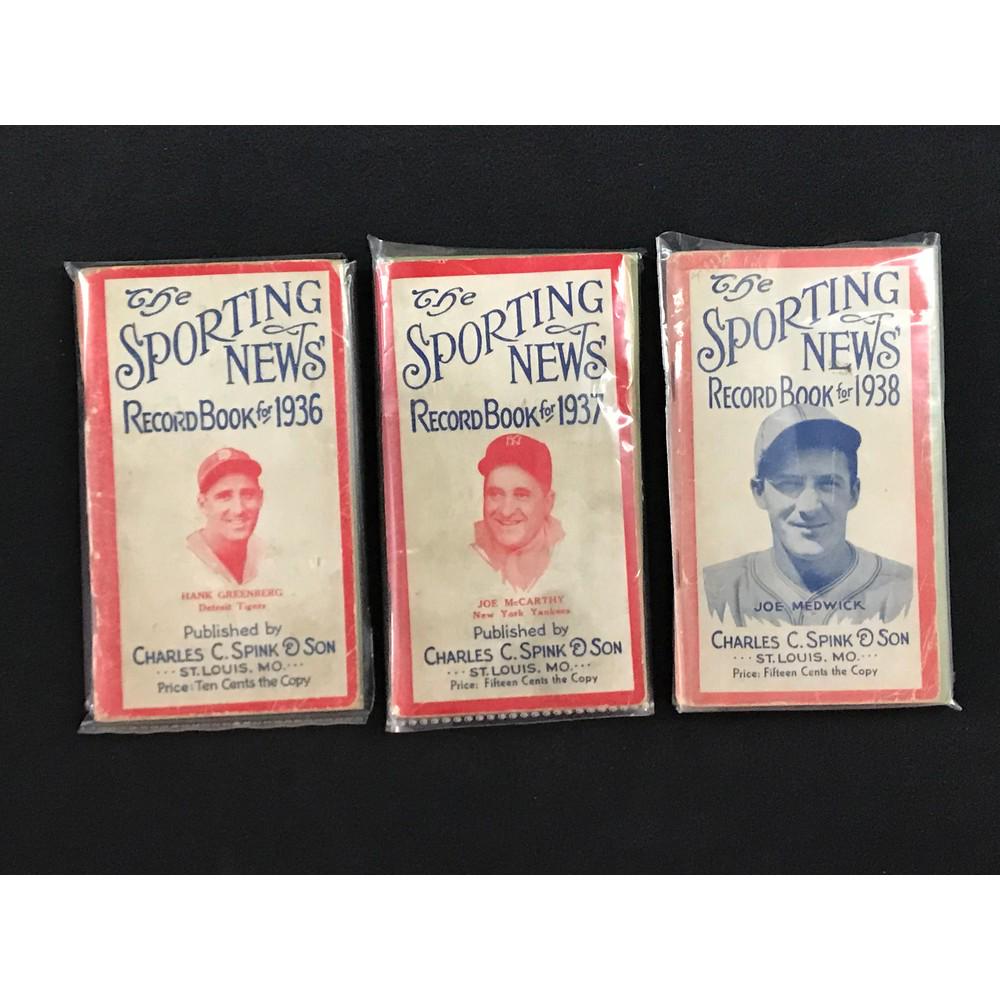 The
SPORTING
NEWS
RECORD BOOK for 1936
HANK GREENBERG
Detroit Tigers
Published by
CHARLES C. SPINK & SON
···ST. LOUIS, MO.···
Price: Ten Cents the Copy
The
SPORTING
NEWS
RECORD BOOK for 1937
NY
JOE McCARTHY
New York Yankees
Published by
CHARLES C. SPINK & SON
···ST. LOUIS, MO.···
Price: Fifteen Cents the Copy
The
SPORTING
NEWS
RECORD BOOK for 1938
JOE MEDWICK
CHARLES C. SPINK & SON
···ST. LOUIS, MO.···
Price: Fifteen Cents the Copy